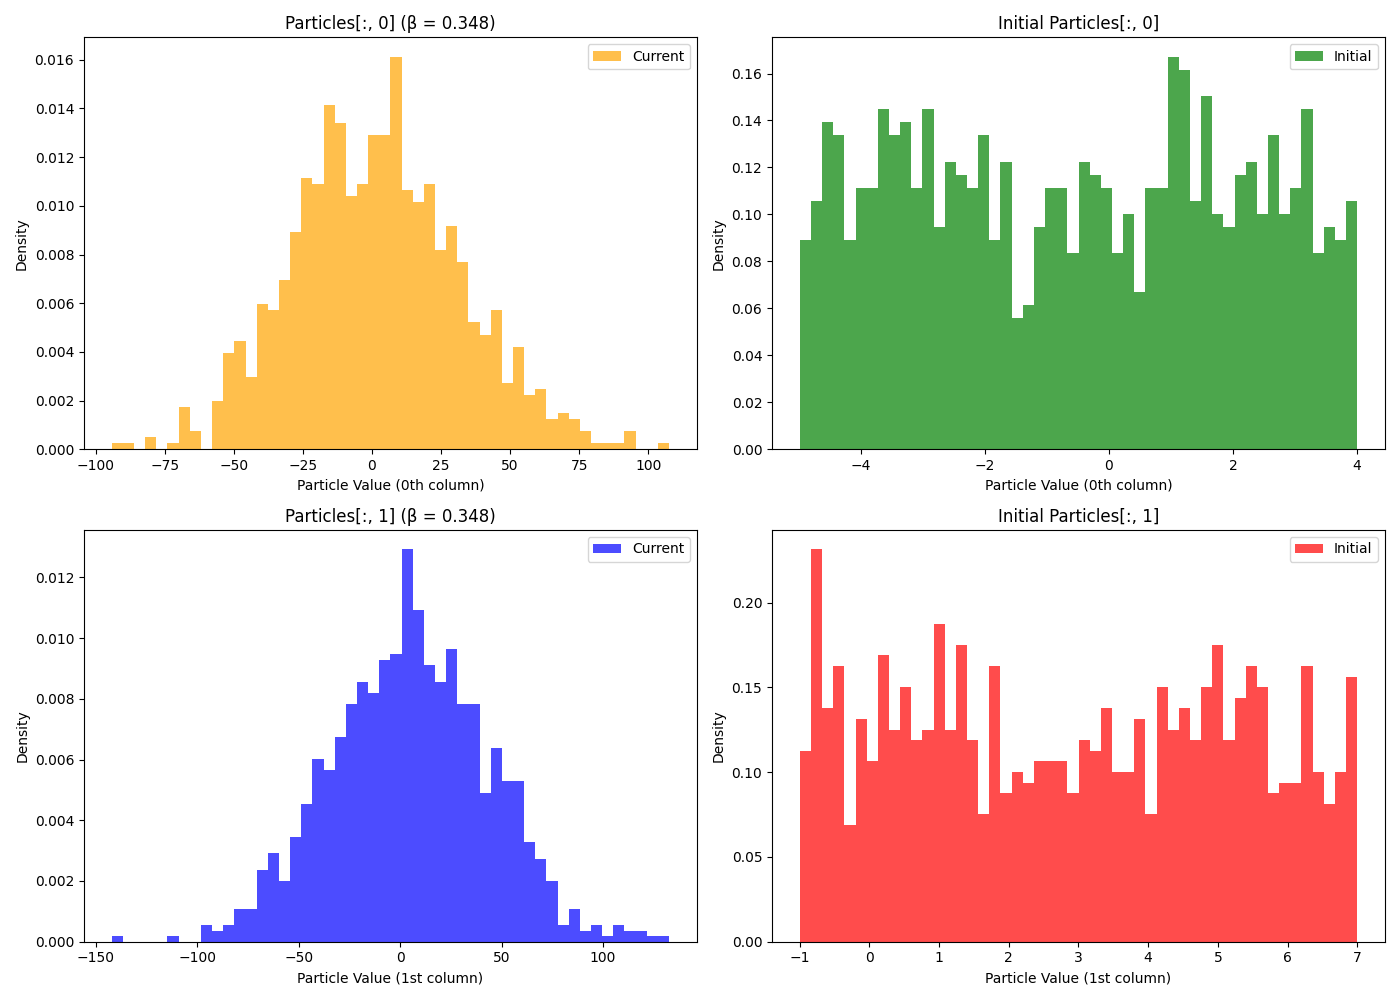 Particles[:, 0] (β = 0.348)
Current
Density
0.016
0.014
0.012
0.010
0.008
0.006
0.004
0.002
0.000
−100 −75 −50 −25 0 25 50 75 100
Particle Value (0th column)
Initial Particles[:, 0]
Initial
Density
0.16
0.14
0.12
0.10
0.08
0.06
0.04
0.02
0.00
−4 −2 0 2 4
Particle Value (0th column)
Particles[:, 1] (β = 0.348)
Current
Density
0.012
0.010
0.008
0.006
0.004
0.002
0.000
−150 −100 −50 0 50 100
Particle Value (1st column)
Initial Particles[:, 1]
Initial
Density
0.20
0.15
0.10
0.05
0.00
−1 0 1 2 3 4 5 6 7
Particle Value (1st column)